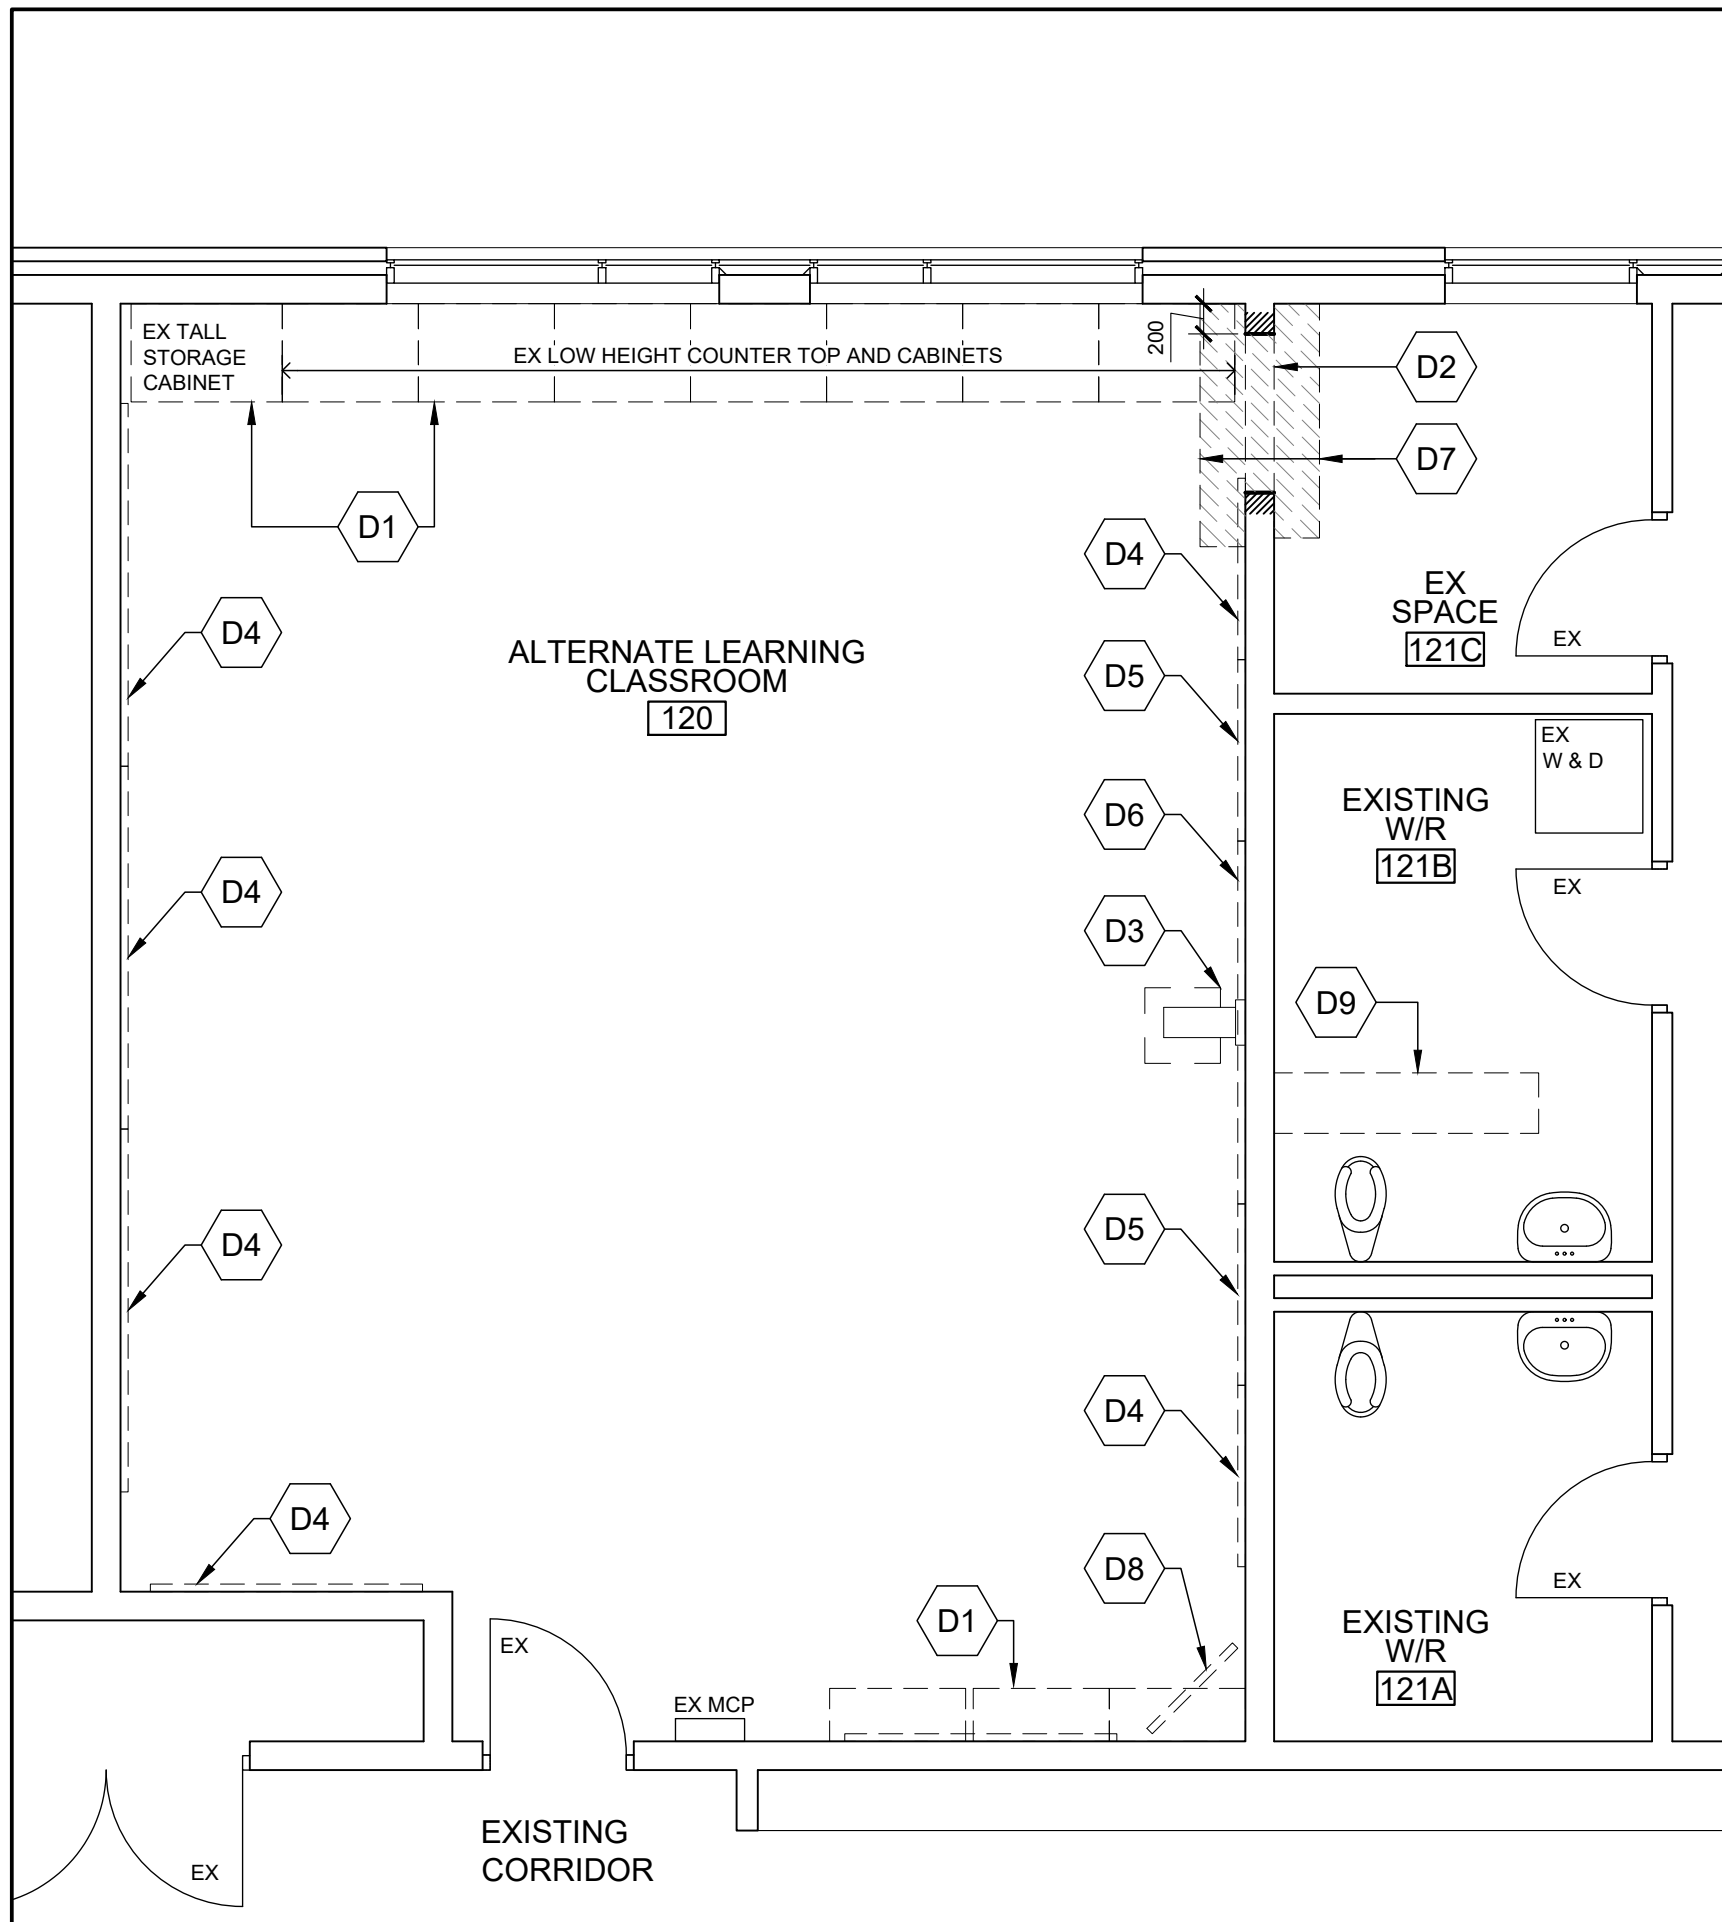 EX TALL
STORAGE
CABINET
EX LOW HEIGHT COUNTER TOP AND CABINETS
200
D2
D7
D1
D4
EX
SPACE
121C
EX
D4
ALTERNATE LEARNING
CLASSROOM
120
D5
EX
W & D
D6
EXISTING
W/R
121B
EX
D4
D3
D9
D5
D4
D4
D4
D8
D1
EX
EX MCP
EX
EXISTING
W/R
121A
EXISTING
CORRIDOR
EX